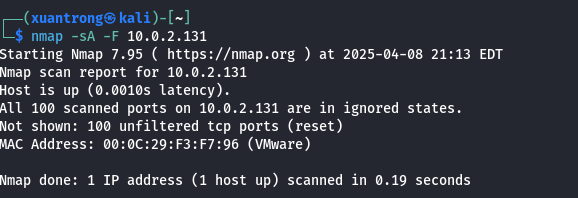 ┌──(xuantrong㉿kali)-[~]
└─$ nmap -sA -F 10.0.2.131
Starting Nmap 7.95 ( https://nmap.org ) at 2025-04-08 21:13 EDT
Nmap scan report for 10.0.2.131
Host is up (0.0010s latency).
All 100 scanned ports on 10.0.2.131 are in ignored states.
Not shown: 100 unfiltered tcp ports (reset)
MAC Address: 00:0C:29:F3:F7:96 (VMware)

Nmap done: 1 IP address (1 host up) scanned in 0.19 seconds